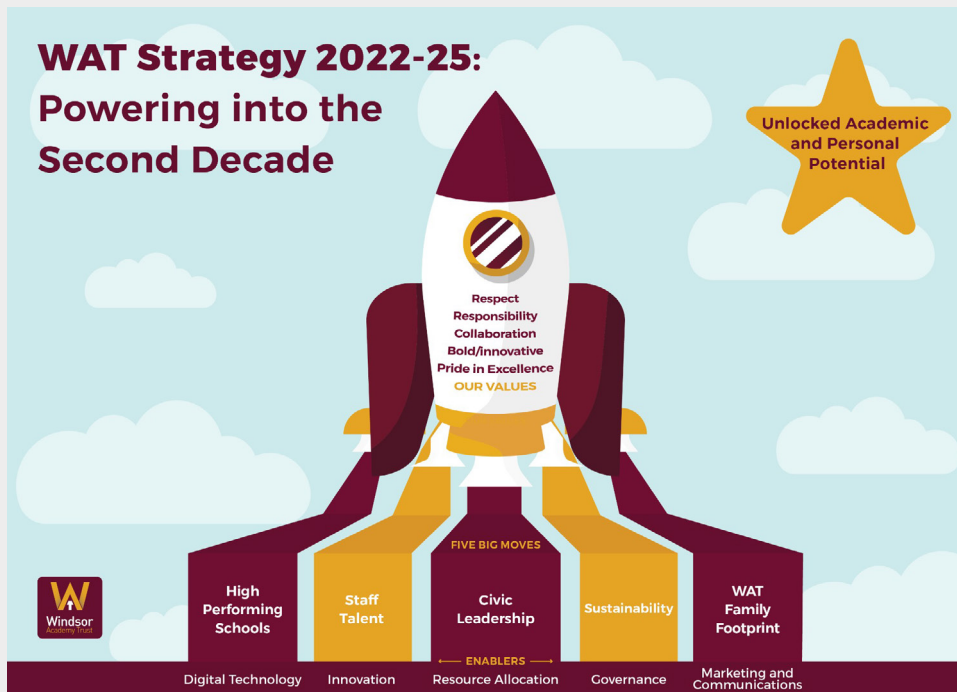 WAT Strategy 2022-25:
Powering into the
Second Decade
Unlocked Academic
and Personal
Potential
Respect
Responsibility
Collaboration
Bold/innovative
Pride in Excellence
OUR VALUES
FIVE BIG MOVES
High
Performing
Schools
Staff
Talent
Civic
Leadership
Sustainability
WAT
Family
Footprint
Windsor
Academy Trust
ENABLERS
Digital Technology
Innovation
Resource Allocation
Governance
Marketing and
Communications